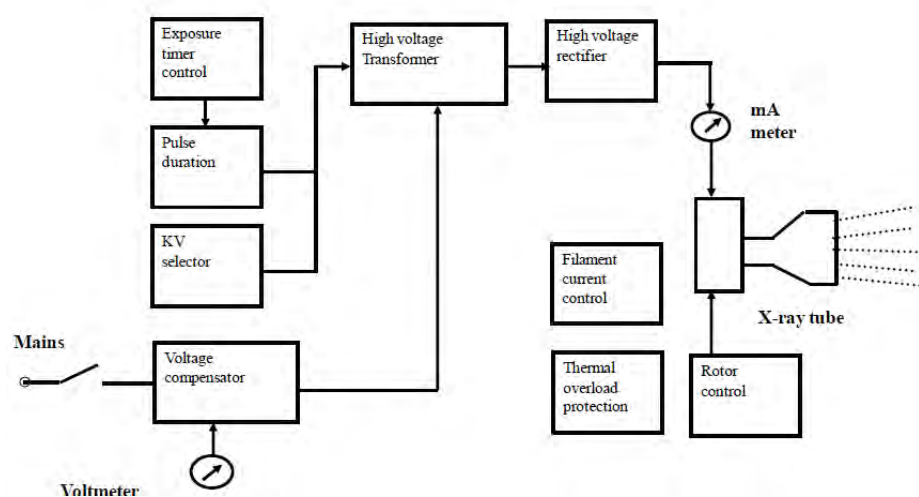 Exposure
timer
control
High voltage
Transformer
High voltage
rectifier
mA
meter
Pulse
duration
KV
selector
Filament
current
control
X-ray tube
Mains
Voltage
compensator
Thermal
overload
protection
Rotor
control
Voltmeter